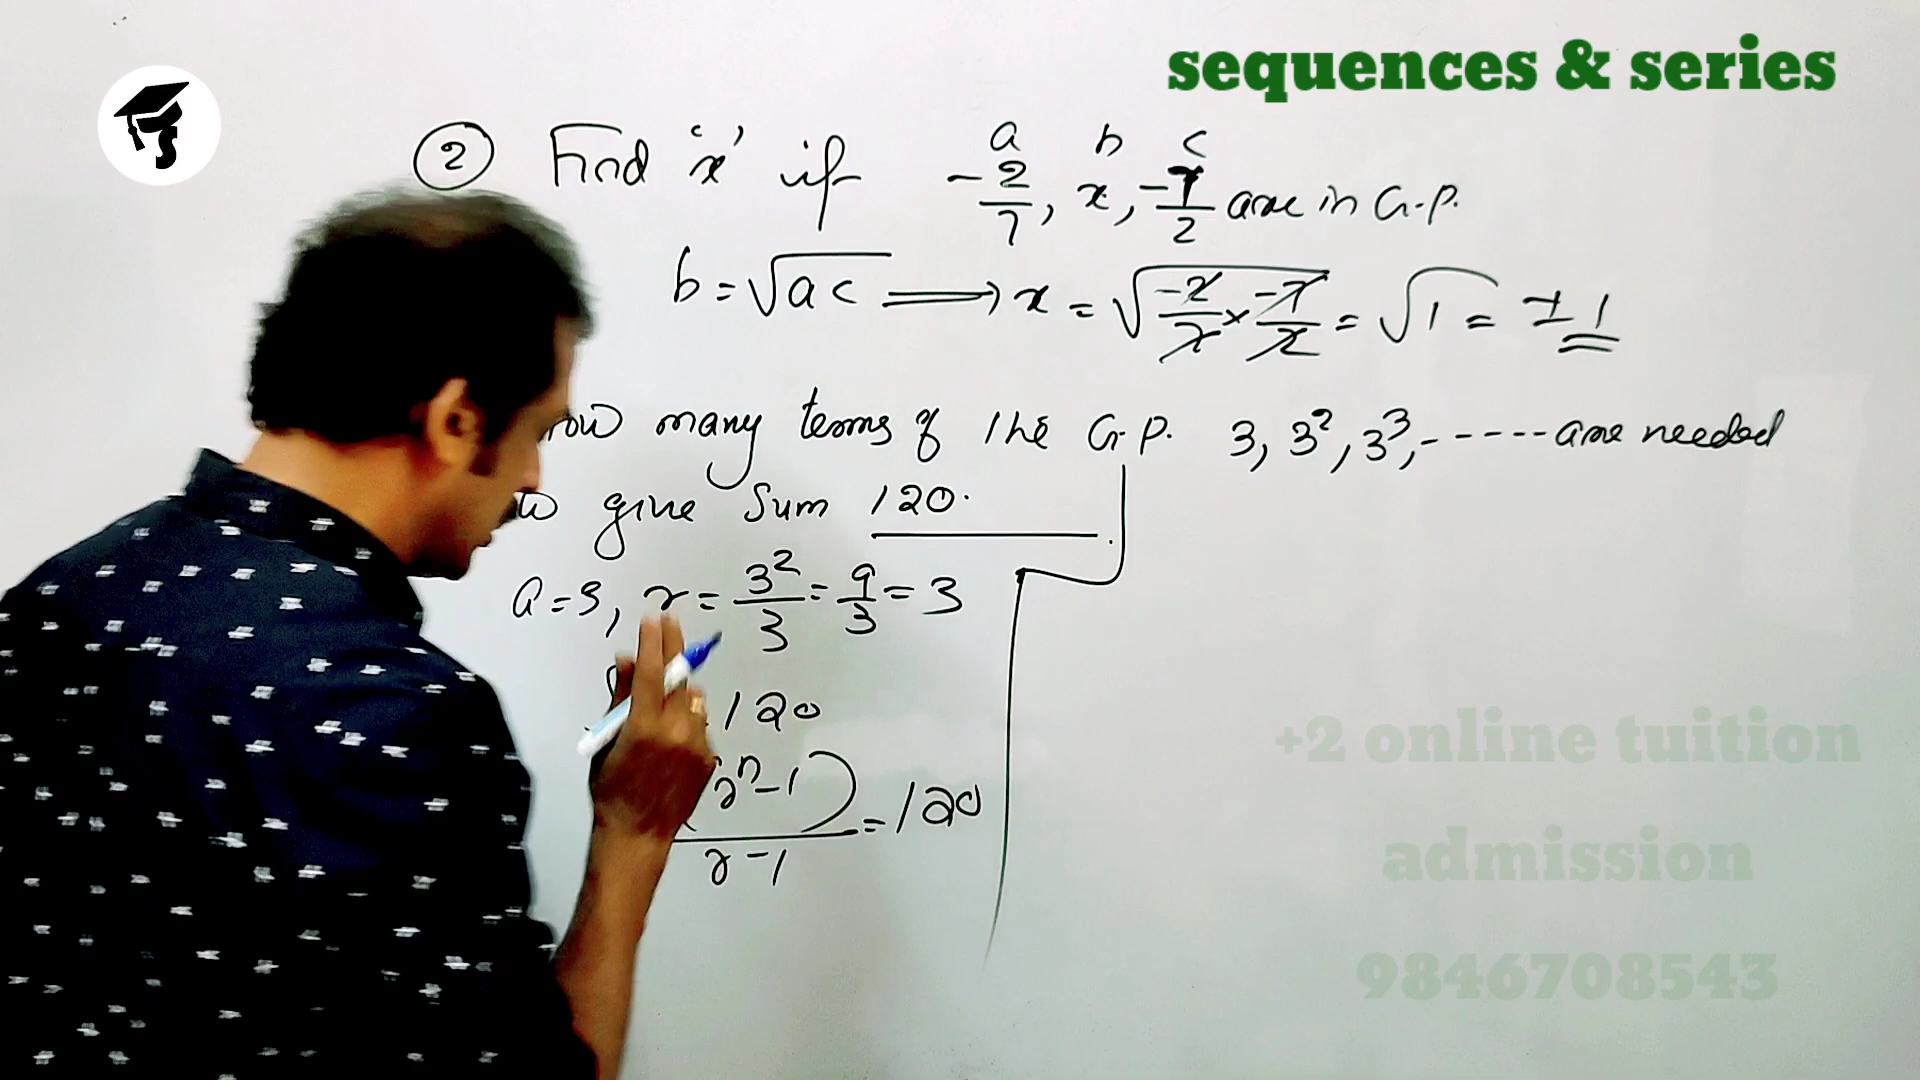 sequences & series
② Find 'x' if -2/7, x, -7/2 are in G.P.
a b c
b = √ac ⟹ x = √(-2/7 × -7/2) = √1 = ±1
many terms of the G.P. 3, 3², 3³, ------ are needed
give sum 120.
a = 3, r = 3²/3 = 9/3 = 3
120
(rⁿ-1)/r-1 = 120
+2 online tuition
admission
9846708543